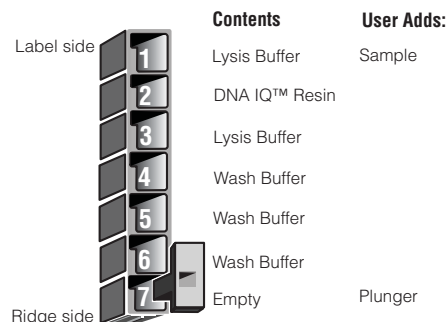 Contents User Adds:
Label side
1 Lysis Buffer Sample
2 DNA IQ™ Resin
3 Lysis Buffer
4 Wash Buffer
5 Wash Buffer
6 Wash Buffer
7 Empty Plunger
Ridge side